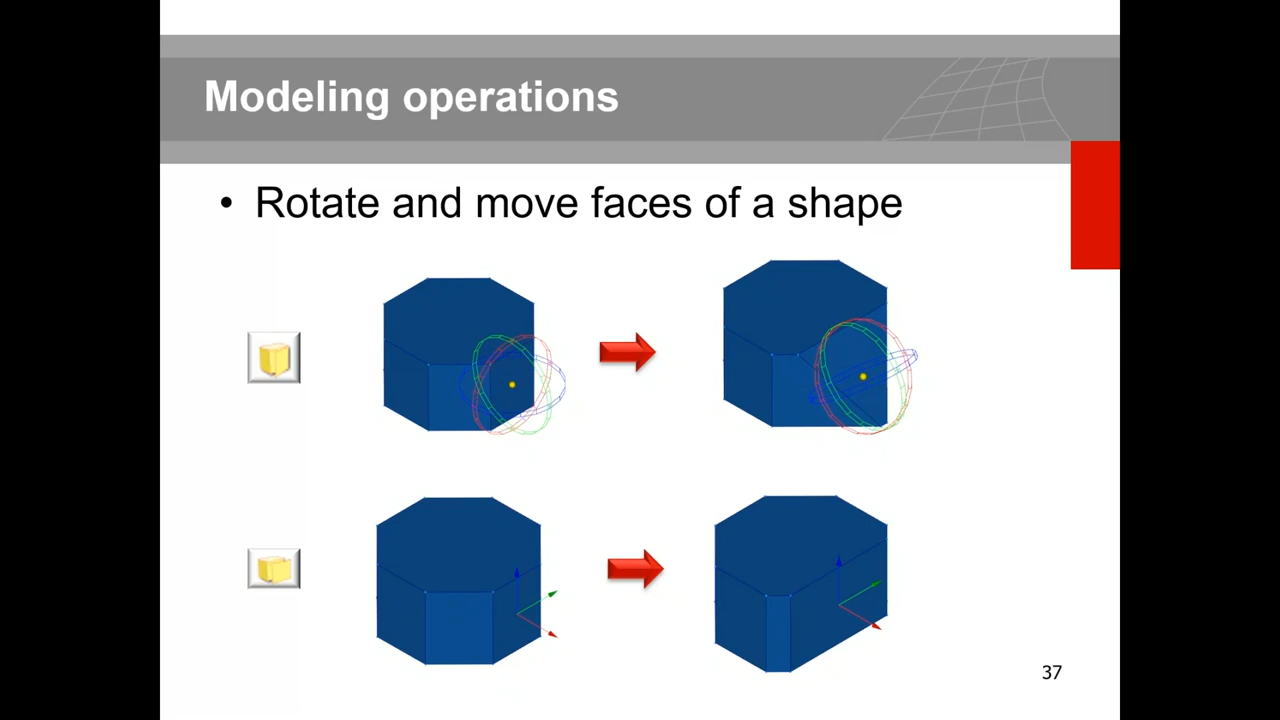 Modeling operations
• Rotate and move faces of a shape
37